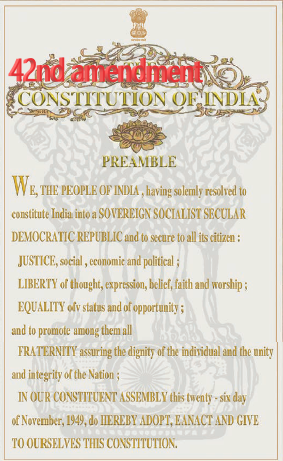 42nd amendment
CONSTITUTION OF INDIA
PREAMBLE
WE, THE PEOPLE OF INDIA , having solemly resolved to
constitute India into a SOVEREIGN SOCIALIST SECULAR
DEMOCRATIC REPUBLIC and to secure to all its citizen :
JUSTICE, social , economic and political ;
LIBERTY of thought, expression, belief, faith and worship ;
EQUALITY ofv status and of opportunity ;
and to promote among them all
FRATERNITY assuring the dignity of the individual and the unity
and integrity of the Nation ;
IN OUR CONSTITUENT ASSEMBLY this twenty - six day
of November, 1949, do HEREBY ADOPT, EANACT AND GIVE
TO OURSELVES THIS CONSTITUTION.